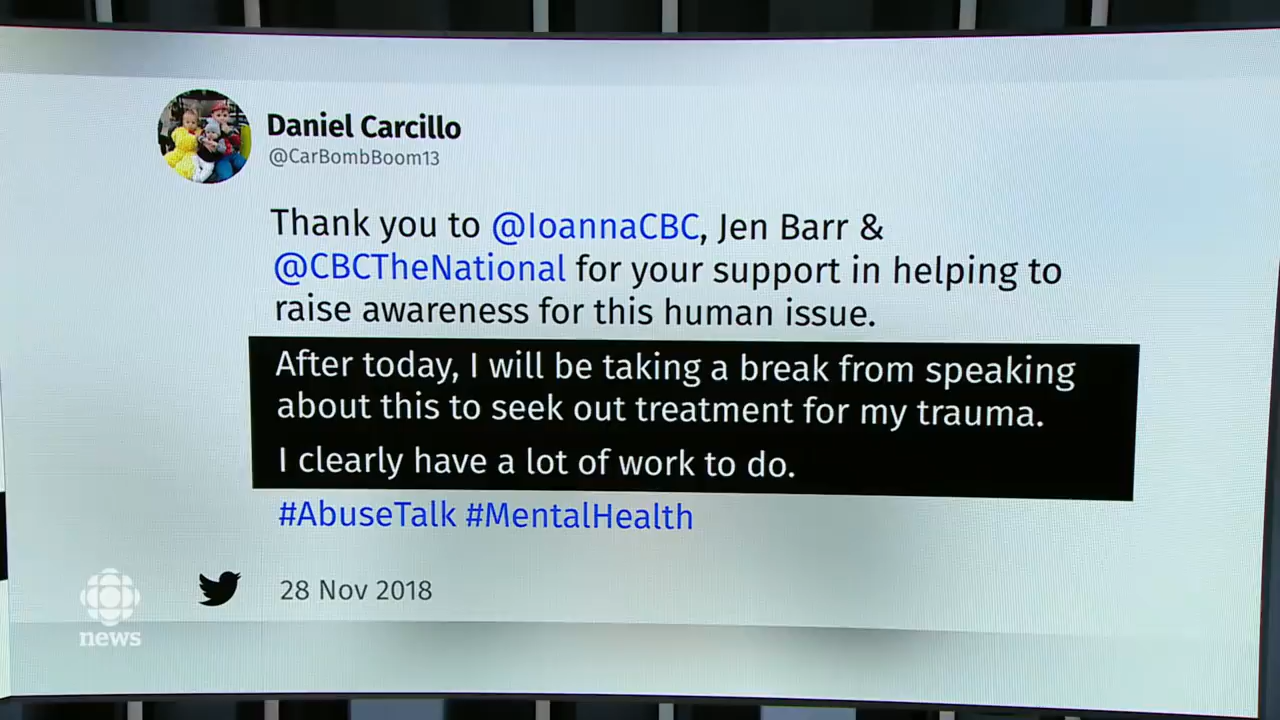 Daniel Carcillo
@CarBombBoom13
Thank you to @IoannaCBC, Jen Barr &
@CBCTheNational for your support in helping to
raise awareness for this human issue.
After today, I will be taking a break from speaking
about this to seek out treatment for my trauma.
I clearly have a lot of work to do.
#AbuseTalk #MentalHealth
28 Nov 2018
news